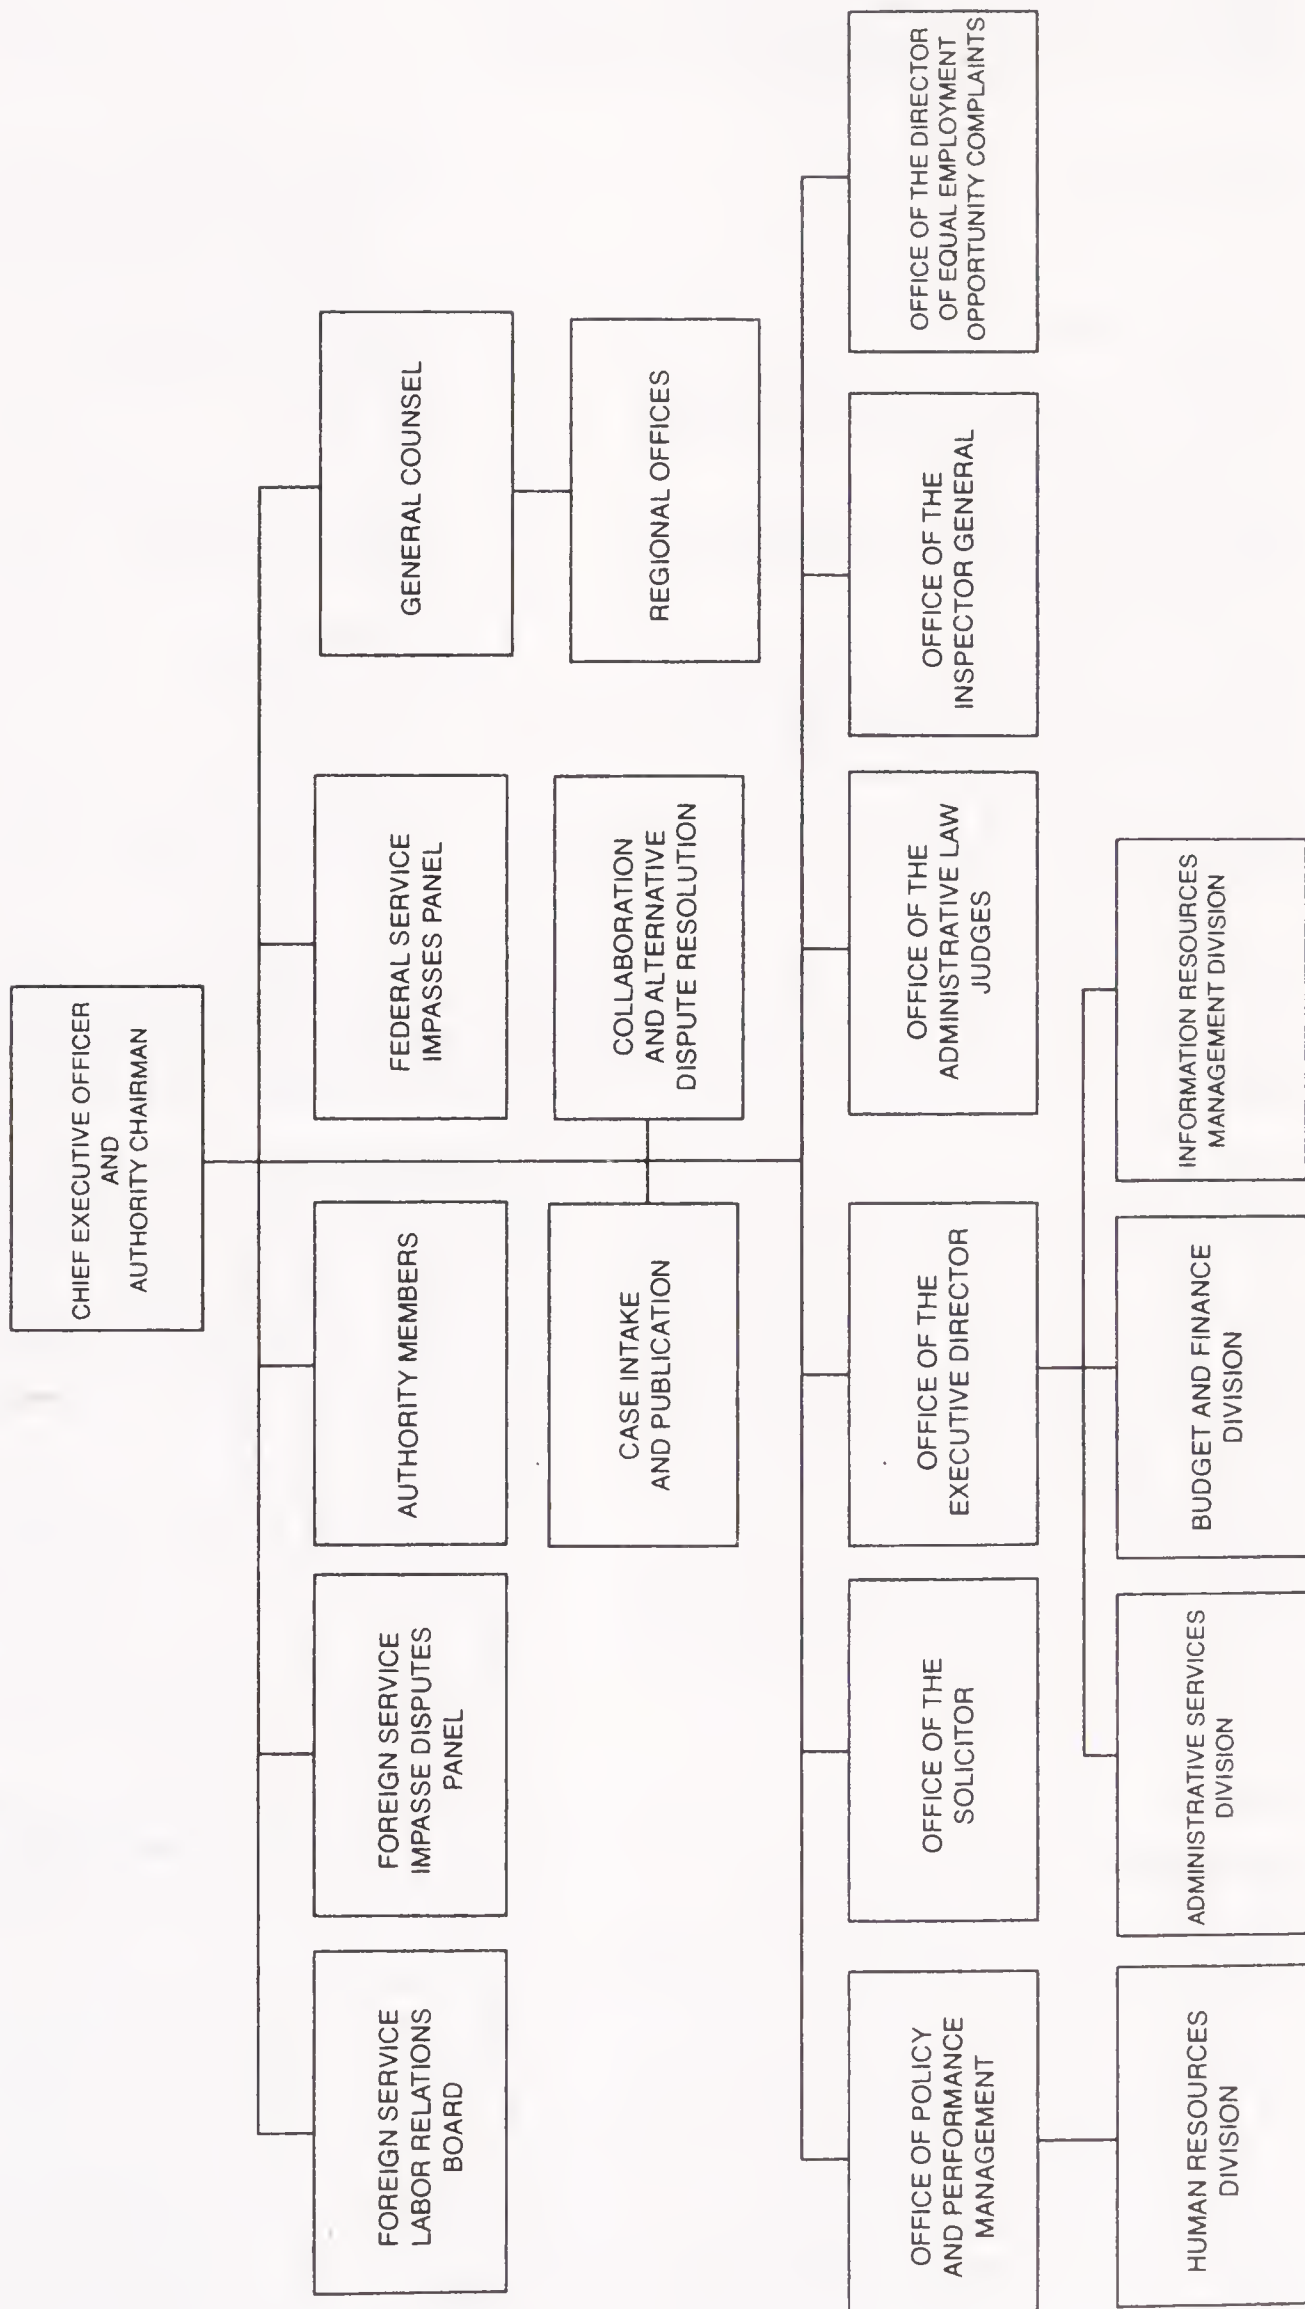 CHIEF EXECUTIVE OFFICER
AND
AUTHORITY CHAIRMAN
FOREIGN SERVICE
LABOR RELATIONS
BOARD
FOREIGN SERVICE
IMPASSE DISPUTES
PANEL
AUTHORITY MEMBERS
FEDERAL SERVICE
IMPASSES PANEL
GENERAL COUNSEL
CASE INTAKE
AND PUBLICATION
COLLABORATION
AND ALTERNATIVE
DISPUTE RESOLUTION
REGIONAL OFFICES
OFFICE OF POLICY
AND PERFORMANCE
MANAGEMENT
OFFICE OF THE
SOLICITOR
OFFICE OF THE
EXECUTIVE DIRECTOR
OFFICE OF THE
ADMINISTRATIVE LAW
JUDGES
OFFICE OF THE
INSPECTOR GENERAL
OFFICE OF THE DIRECTOR
OF EQUAL EMPLOYMENT
OPPORTUNITY COMPLAINTS
HUMAN RESOURCES
DIVISION
ADMINISTRATIVE SERVICES
DIVISION
BUDGET AND FINANCE
DIVISION
INFORMATION RESOURCES
MANAGEMENT DIVISION